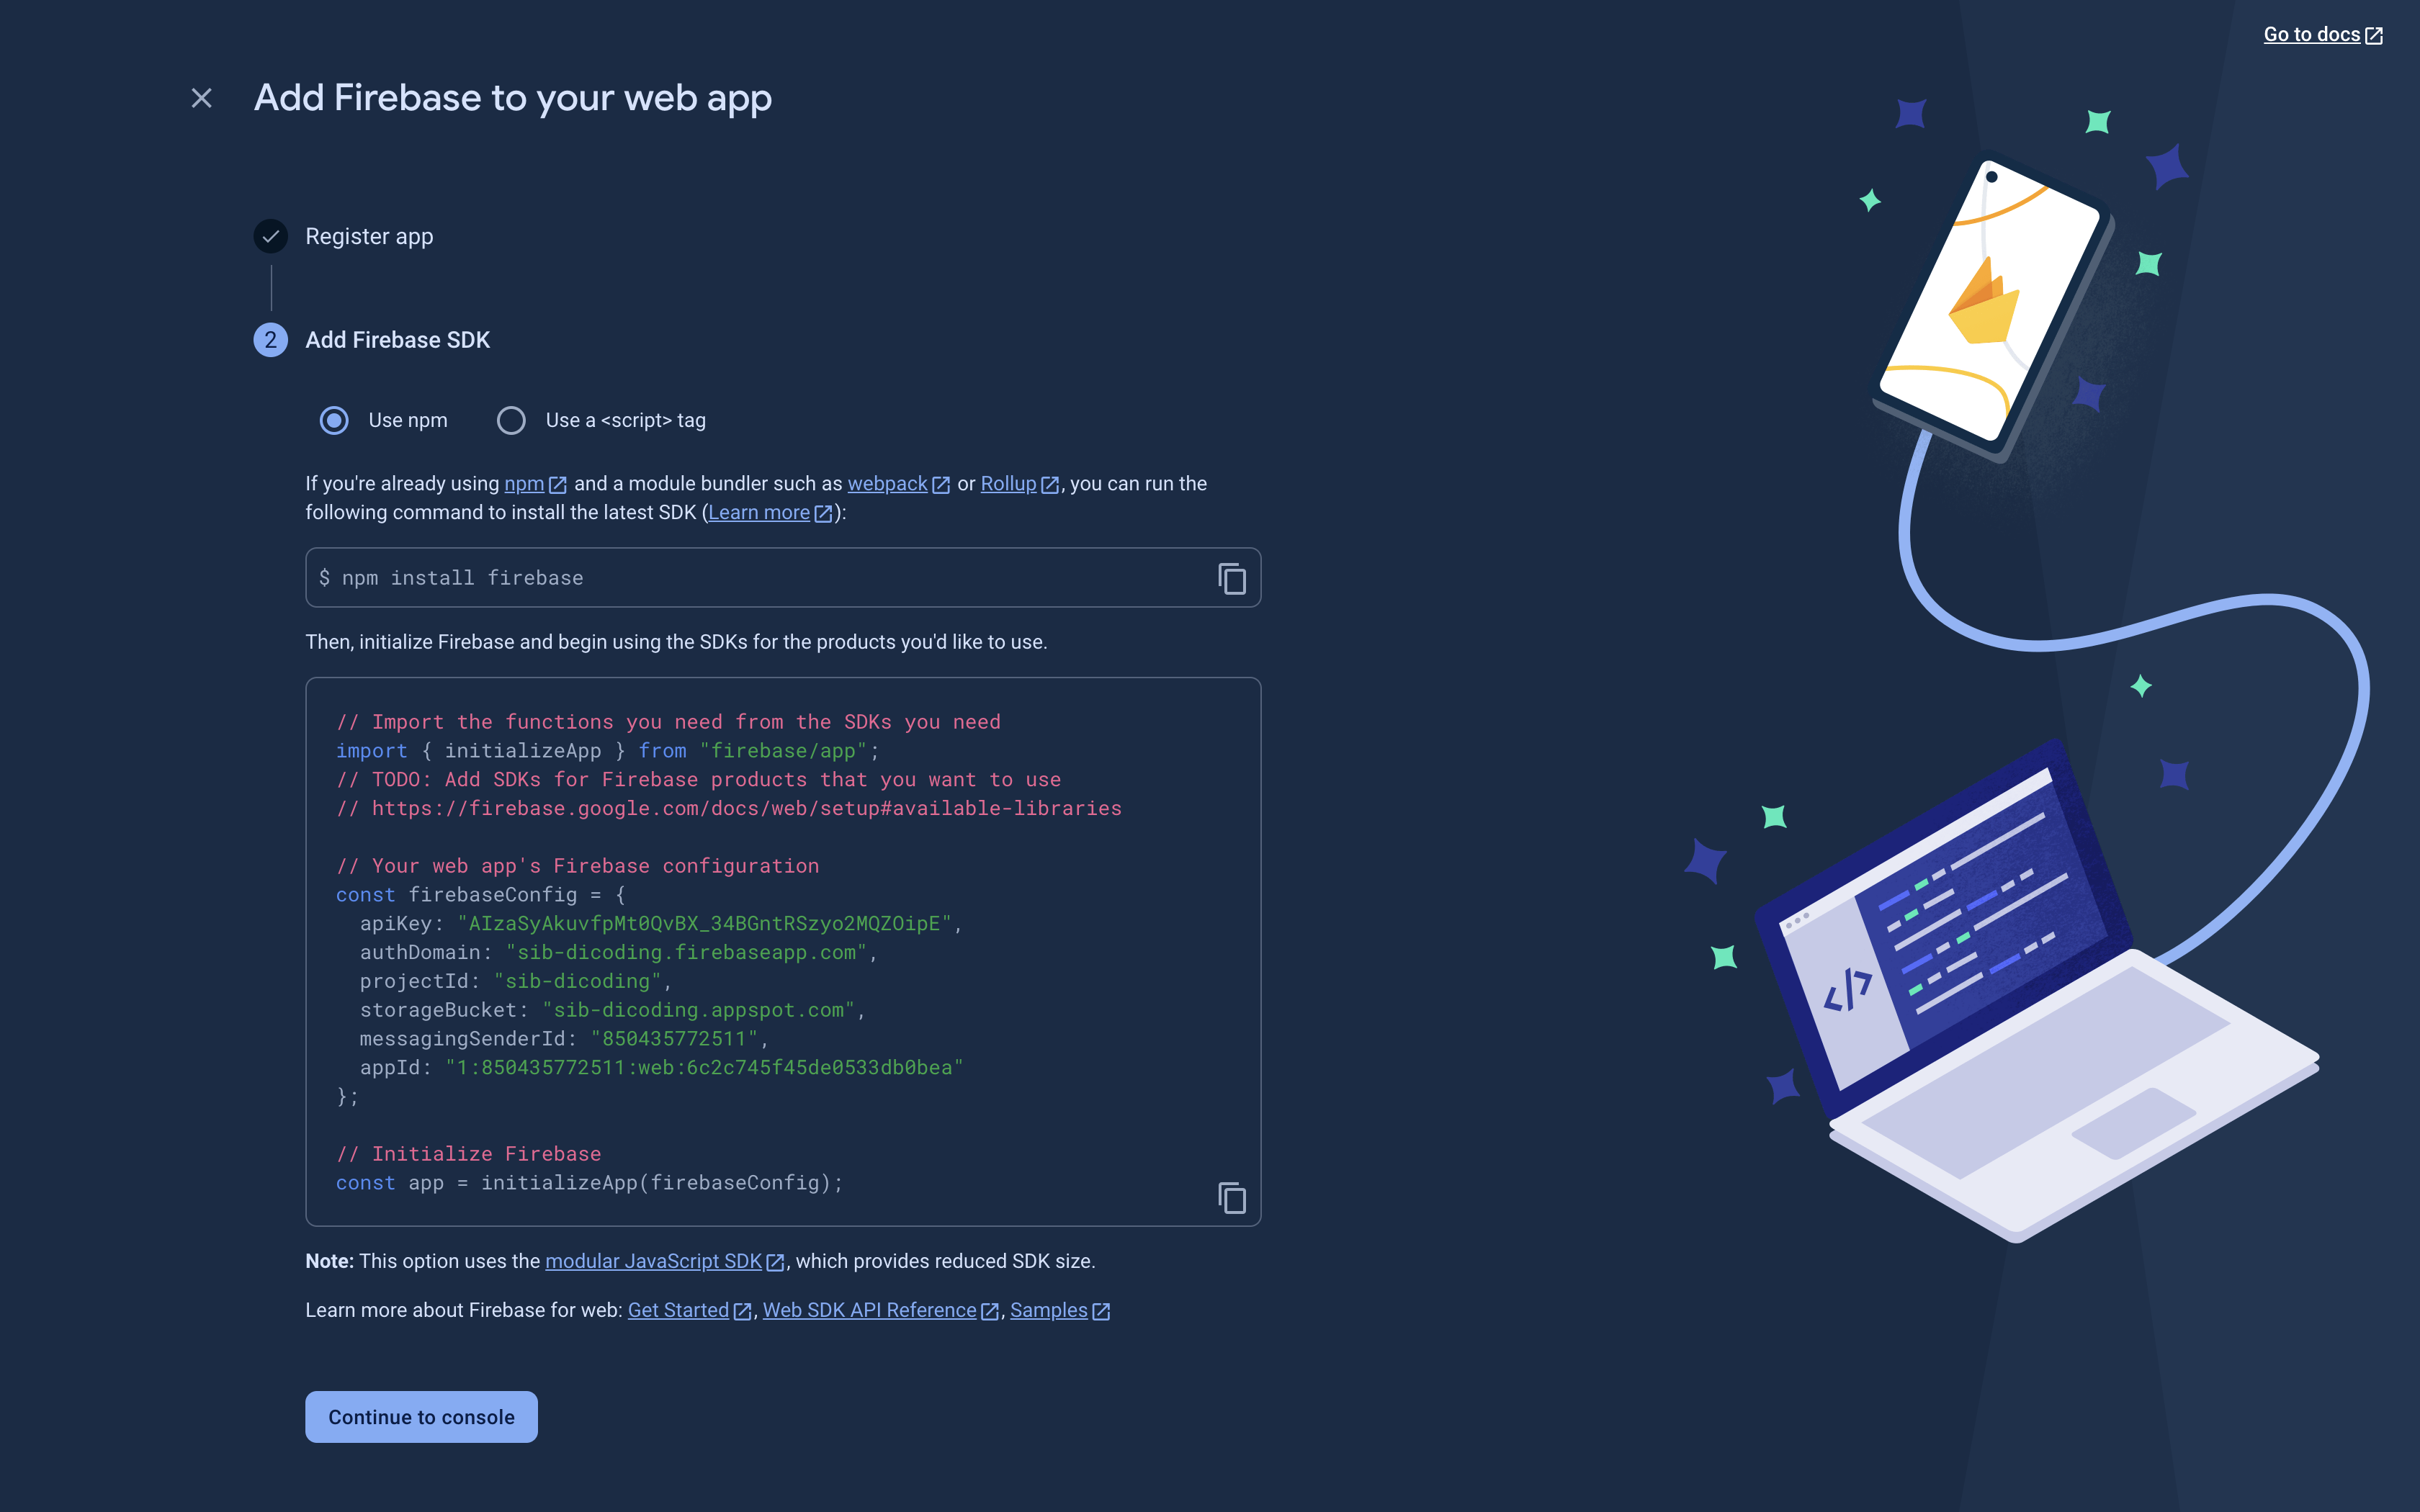 Go to docs
Add Firebase to your web app
Register app
2 Add Firebase SDK
Use npm Use a <script> tag
If you're already using npm and a module bundler such as webpack or Rollup, you can run the
following command to install the latest SDK (Learn more):
$ npm install firebase
Then, initialize Firebase and begin using the SDKs for the products you'd like to use.
// Import the functions you need from the SDKs you need
import { initializeApp } from "firebase/app";
// TODO: Add SDKs for Firebase products that you want to use
// https://firebase.google.com/docs/web/setup#available-libraries
// Your web app's Firebase configuration
const firebaseConfig = {
apiKey: "AIzaSyAkuvfpMt0QvBX_34BGntRSzyo2MQZOipE",
authDomain: "sib-dicoding.firebaseapp.com",
projectId: "sib-dicoding",
storageBucket: "sib-dicoding.appspot.com",
messagingSenderId: "850435772511",
appId: "1:850435772511:web:6c2c745f45de0533db0bea"
};
// Initialize Firebase
const app = initializeApp(firebaseConfig);
Note: This option uses the modular JavaScript SDK, which provides reduced SDK size.
Learn more about Firebase for web: Get Started, Web SDK API Reference, Samples
Continue to console